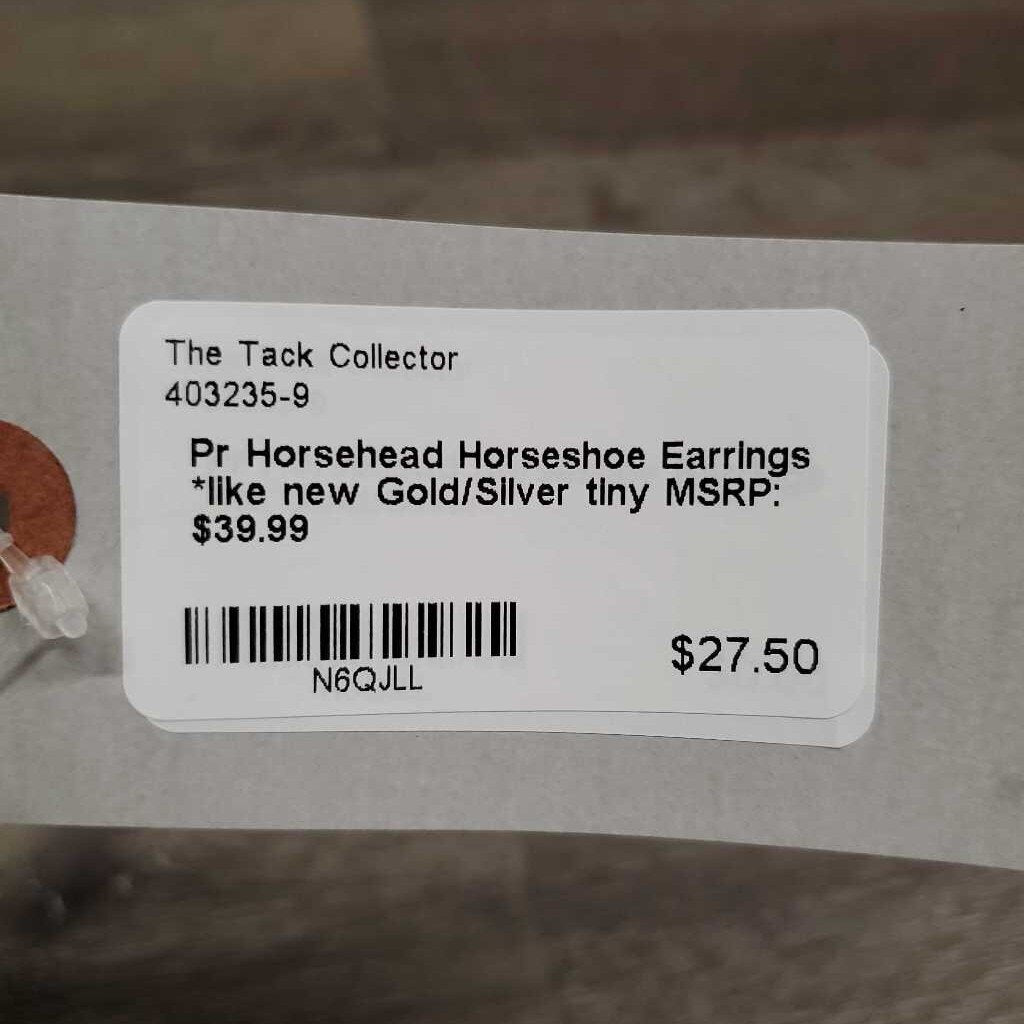 The Tack Collector
403235-9
Pr Horsehead Horseshoe Earrings
*like new Gold/Silver tiny MSRP:
$39.99
N6QJLL
$27.50